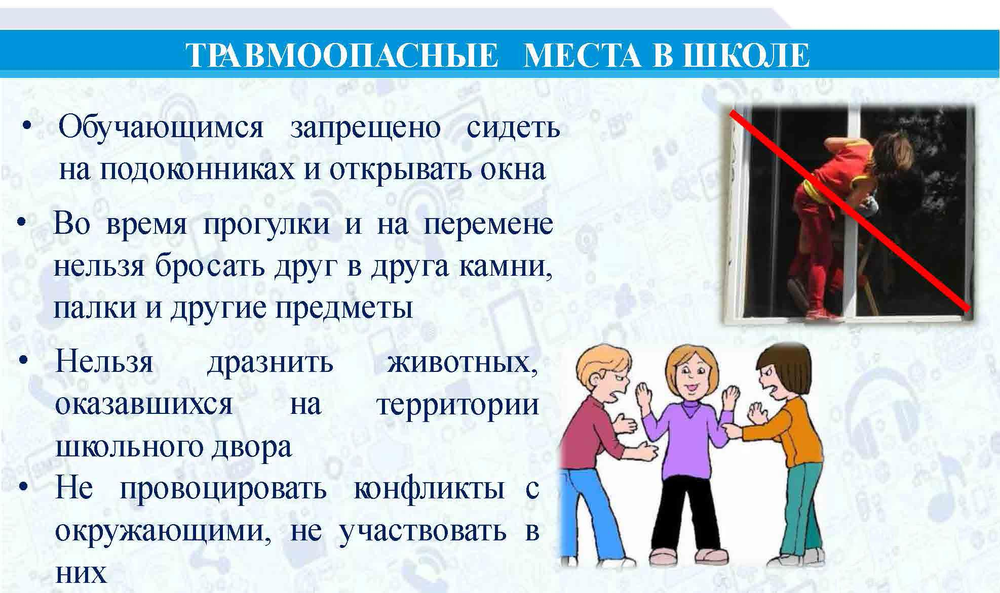 ТРАВМООПАСНЫЕ МЕСТА В ШКОЛЕ
• Обучающимся запрещено сидеть
на подоконниках и открывать окна
• Во время прогулки и на перемене
нельзя бросать друг в друга камни,
палки и другие предметы
• Нельзя дразнить животных,
оказавшихся на территории
школьного двора
• Не провоцировать конфликты с
окружающими, не участвовать в
них